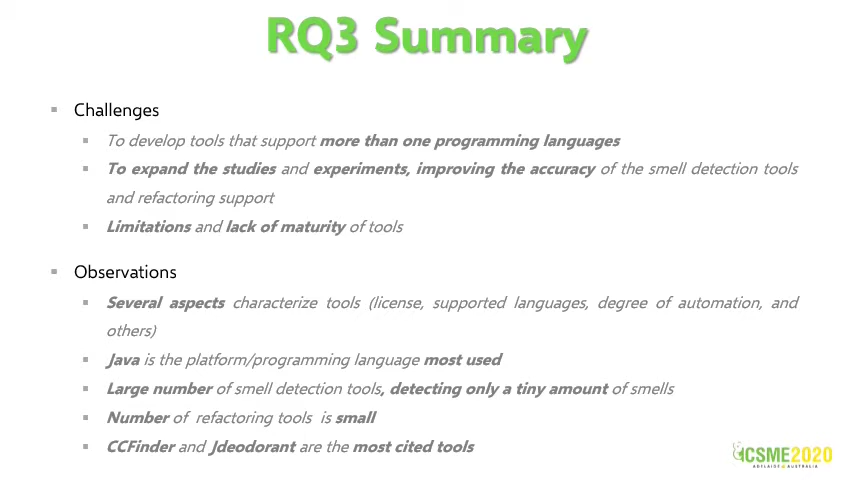 RQ3 Summary
Challenges
To develop tools that support more than one programming languages
To expand the studies and experiments, improving the accuracy of the smell detection tools
and refactoring support
Limitations and lack of maturity of tools
Observations
Several aspects characterize tools (license, supported languages, degree of automation, and
others)
Java is the platform/programming language most used
Large number of smell detection tools, detecting only a tiny amount of smells
Number of refactoring tools is small
CCFinder and Jdeodorant are the most cited tools
ICSME2020
ADELAIDE AUSTRALIA